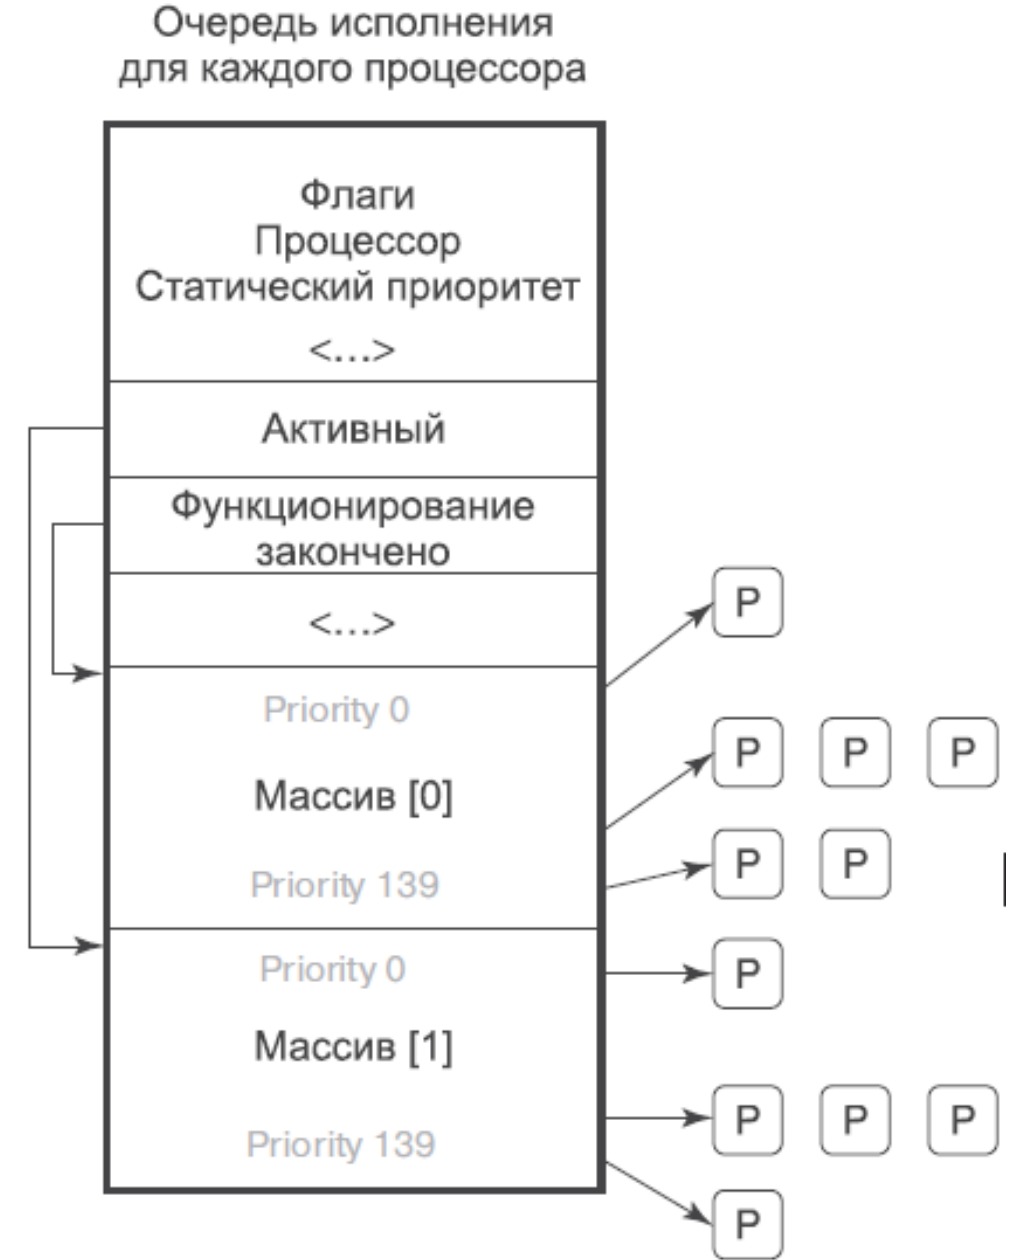 Очередь исполнения
для каждого процессора
Флаги
Процессор
Статический приоритет
<...>
Активный
Функционирование
закончено
<...>
P
Priority 0
Массив [0]
P P P
Priority 139
P P
Priority 0
P
Массив [1]
Priority 139
P P P
P